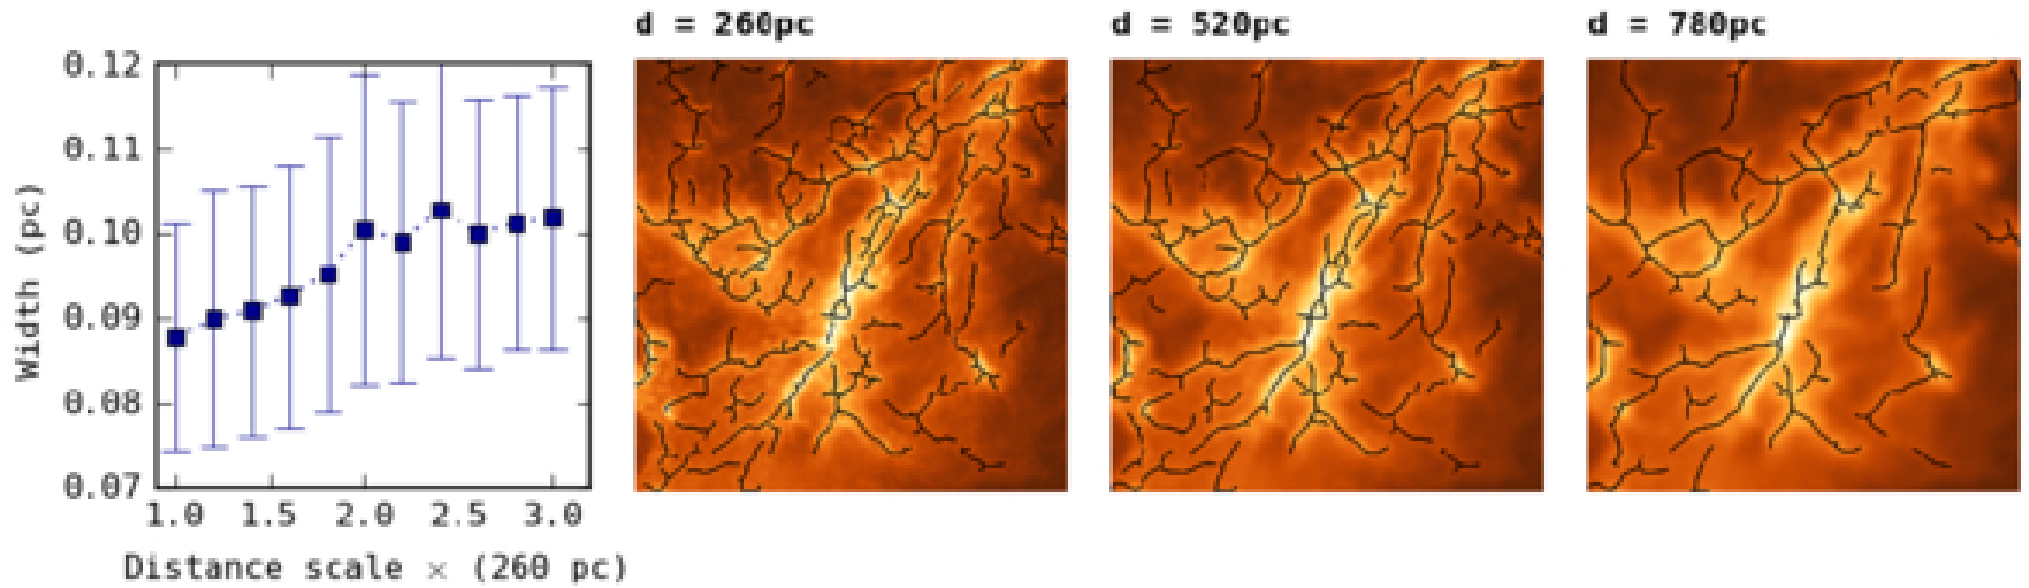 d = 260pc
d = 520pc
d = 780pc
0.12
0.11
0.10
0.09
0.08
0.07
Width (pc)
1.0 1.5 2.0 2.5 3.0
Distance scale × (260 pc)